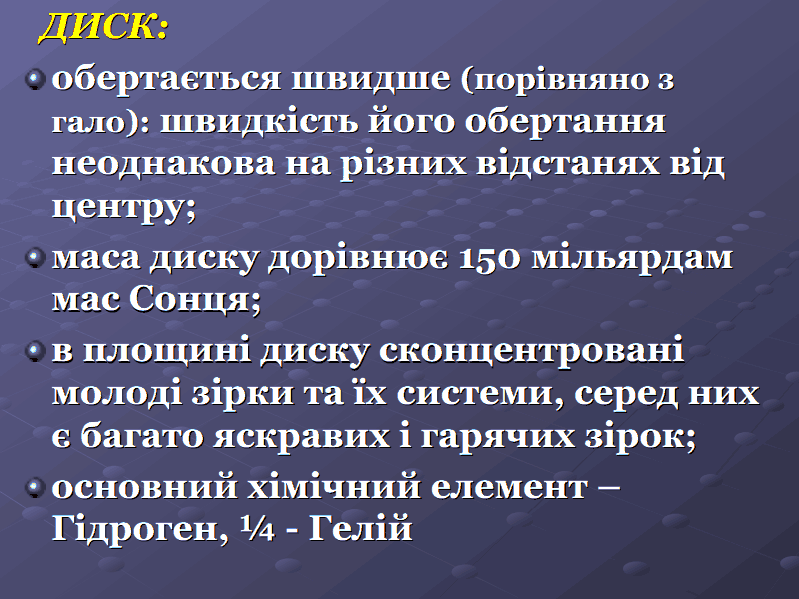 ДИСК:
обертається швидше (порівняно з
гало): швидкість його обертання
неоднакова на різних відстанях від
центру;
маса диску дорівнює 150 мільярдам
мас Сонця;
в площині диску сконцентровані
молоді зірки та їх системи, серед них
є багато яскравих і гарячих зірок;
основний хімічний елемент –
Гідроген, ¼ - Гелій